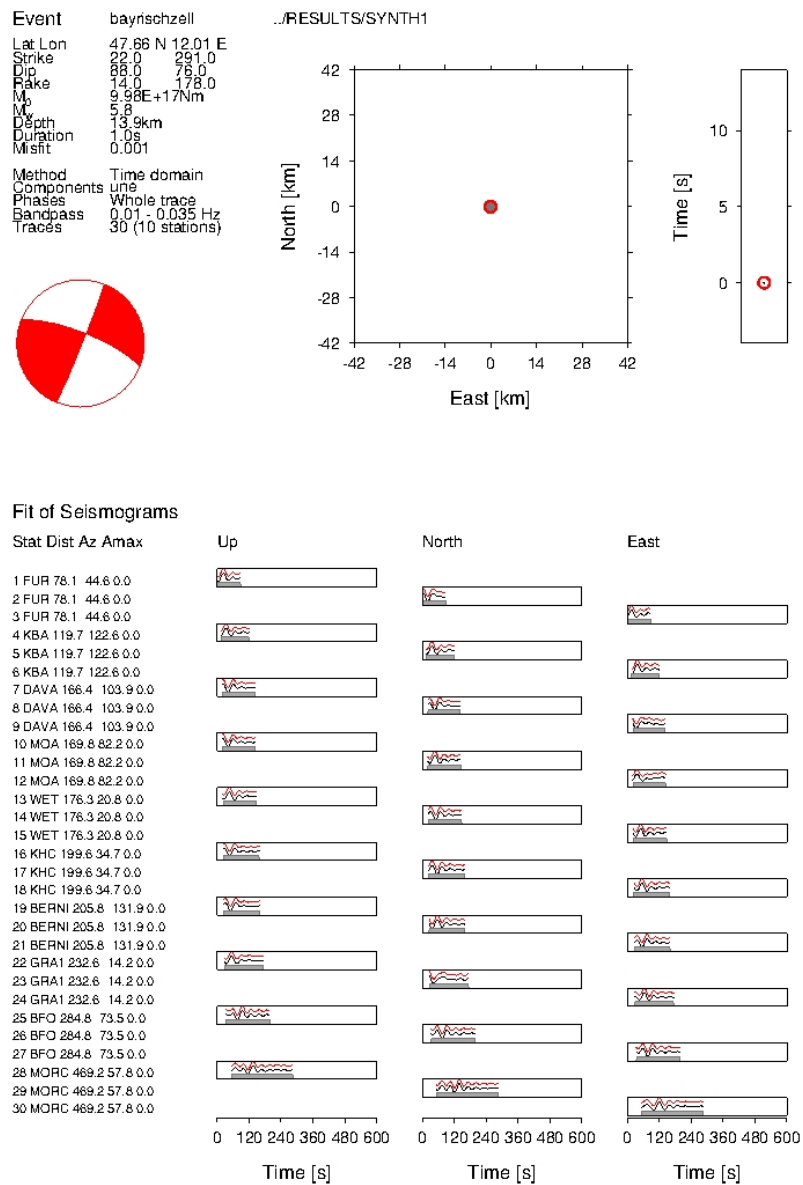 Event bayrischzell ../RESULTS/SYNTH1
Lat Lon 47.66 N 12.01 E
Strike 22.0 291.0
Dip 88.0 76.0
Rake 14.0 178.0
M0 9.98E+17Nm
Mw 5.8
Depth 13.9km
Duration 1.0s
Misfit 0.001
Method Time domain
Components une
Phases Whole trace
Bandpass 0.01 - 0.035 Hz
Traces 30 (10 stations)
North [km]
42
28
14
0
-14
-28
-42
-42 -28 -14 0 14 28 42
East [km]
Time [s]
10
5
0
Fit of Seismograms
Stat Dist Az Amax Up North East
1 FUR 78.1 44.6 0.0
2 FUR 78.1 44.6 0.0
3 FUR 78.1 44.6 0.0
4 KBA 119.7 122.6 0.0
5 KBA 119.7 122.6 0.0
6 KBA 119.7 122.6 0.0
7 DAVA 166.4 103.9 0.0
8 DAVA 166.4 103.9 0.0
9 DAVA 166.4 103.9 0.0
10 MOA 169.8 82.2 0.0
11 MOA 169.8 82.2 0.0
12 MOA 169.8 82.2 0.0
13 WET 176.3 20.8 0.0
14 WET 176.3 20.8 0.0
15 WET 176.3 20.8 0.0
16 KHC 199.6 34.7 0.0
17 KHC 199.6 34.7 0.0
18 KHC 199.6 34.7 0.0
19 BERNI 205.8 131.9 0.0
20 BERNI 205.8 131.9 0.0
21 BERNI 205.8 131.9 0.0
22 GRA1 232.6 14.2 0.0
23 GRA1 232.6 14.2 0.0
24 GRA1 232.6 14.2 0.0
25 BFO 284.8 73.5 0.0
26 BFO 284.8 73.5 0.0
27 BFO 284.8 73.5 0.0
28 MORC 469.2 57.8 0.0
29 MORC 469.2 57.8 0.0
30 MORC 469.2 57.8 0.0
0 120 240 360 480 600 0 120 240 360 480 600 0 120 240 360 480 600
Time [s] Time [s] Time [s]